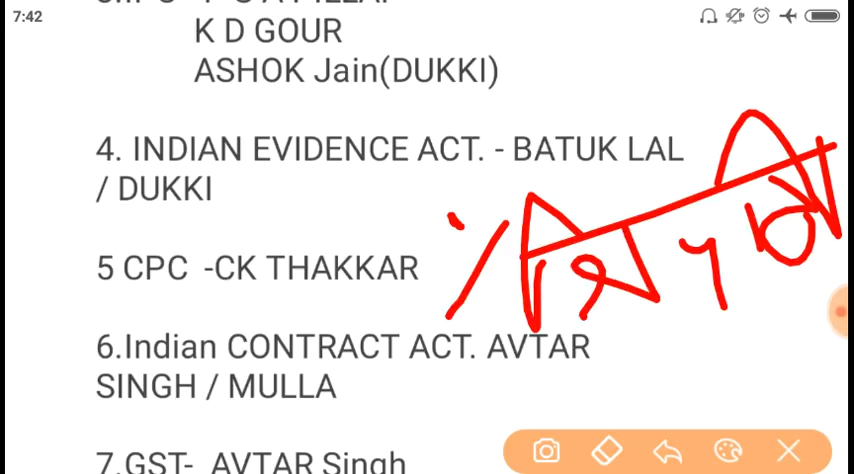 7:42
K D GOUR
ASHOK Jain(DUKKI)
4. INDIAN EVIDENCE ACT. - BATUK LAL
/ DUKKI
5 CPC -CK THAKKAR
6.Indian CONTRACT ACT. AVTAR
SINGH / MULLA
7.GST- AVTAR Singh